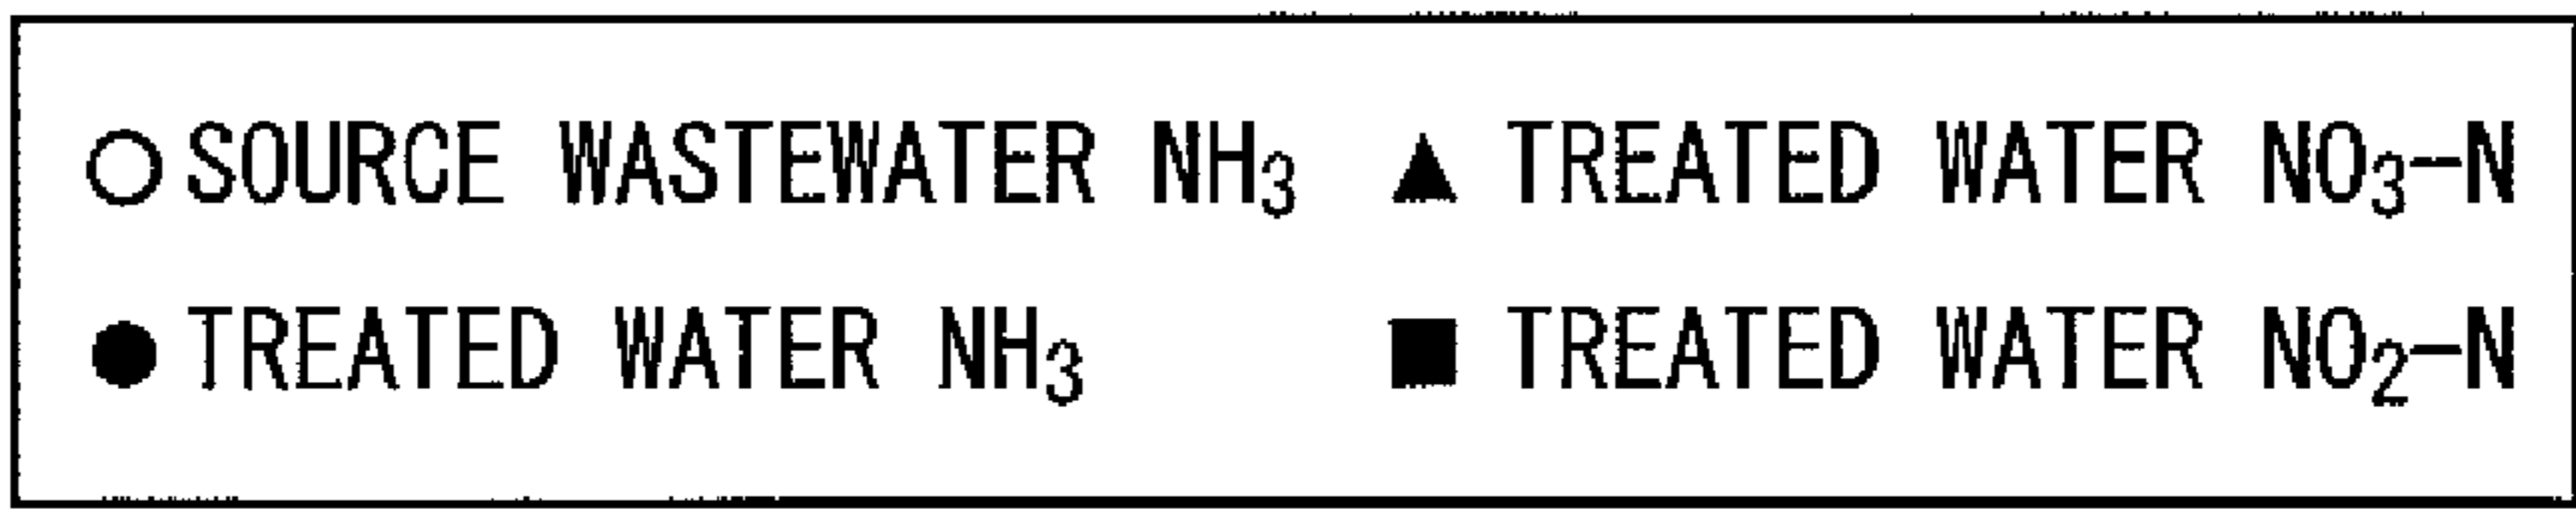 ○ SOURCE WASTEWATER NH₃ ▲ TREATED WATER NO₃-N
● TREATED WATER NH₃ ■ TREATED WATER NO₂-N